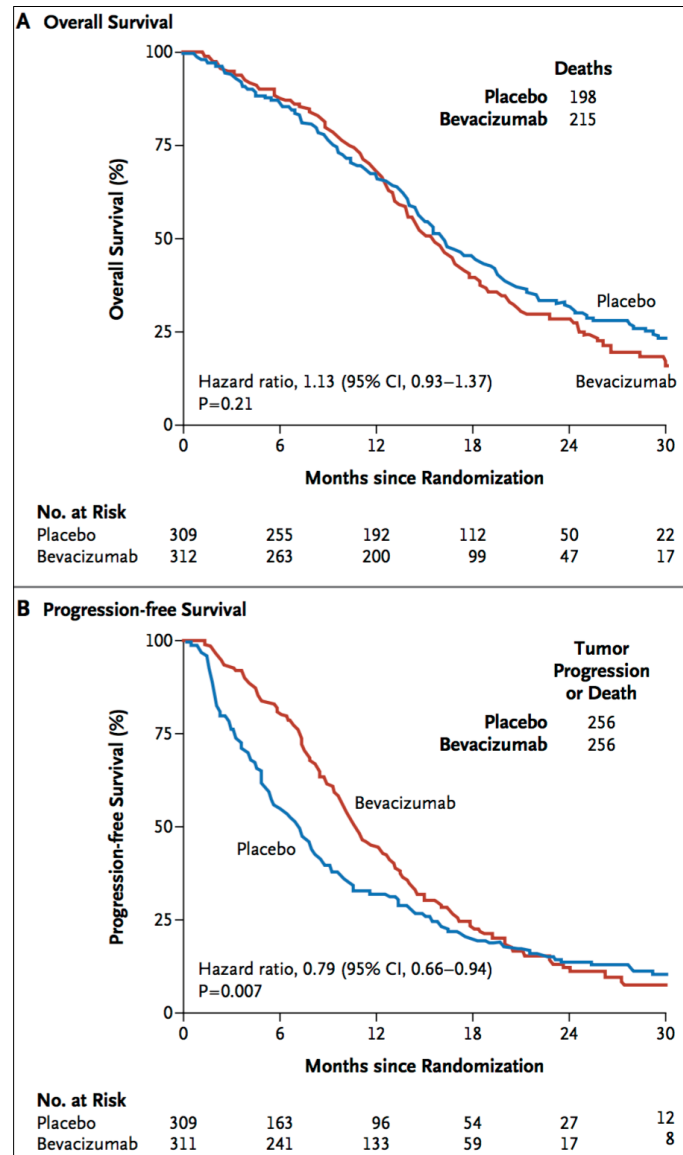 A Overall Survival
Deaths
Placebo 198
Bevacizumab 215
100
75
50
25
0
Overall Survival (%)
Placebo
Bevacizumab
Hazard ratio, 1.13 (95% CI, 0.93–1.37)
P=0.21
0 6 12 18 24 30
Months since Randomization
No. at Risk
Placebo 309 255 192 112 50 22
Bevacizumab 312 263 200 99 47 17
B Progression-free Survival
Tumor
Progression
or Death
Placebo 256
Bevacizumab 256
100
75
50
25
0
Progression-free Survival (%)
Bevacizumab
Placebo
Hazard ratio, 0.79 (95% CI, 0.66–0.94)
P=0.007
0 6 12 18 24 30
Months since Randomization
No. at Risk
Placebo 309 163 96 54 27 12
Bevacizumab 311 241 133 59 17 8